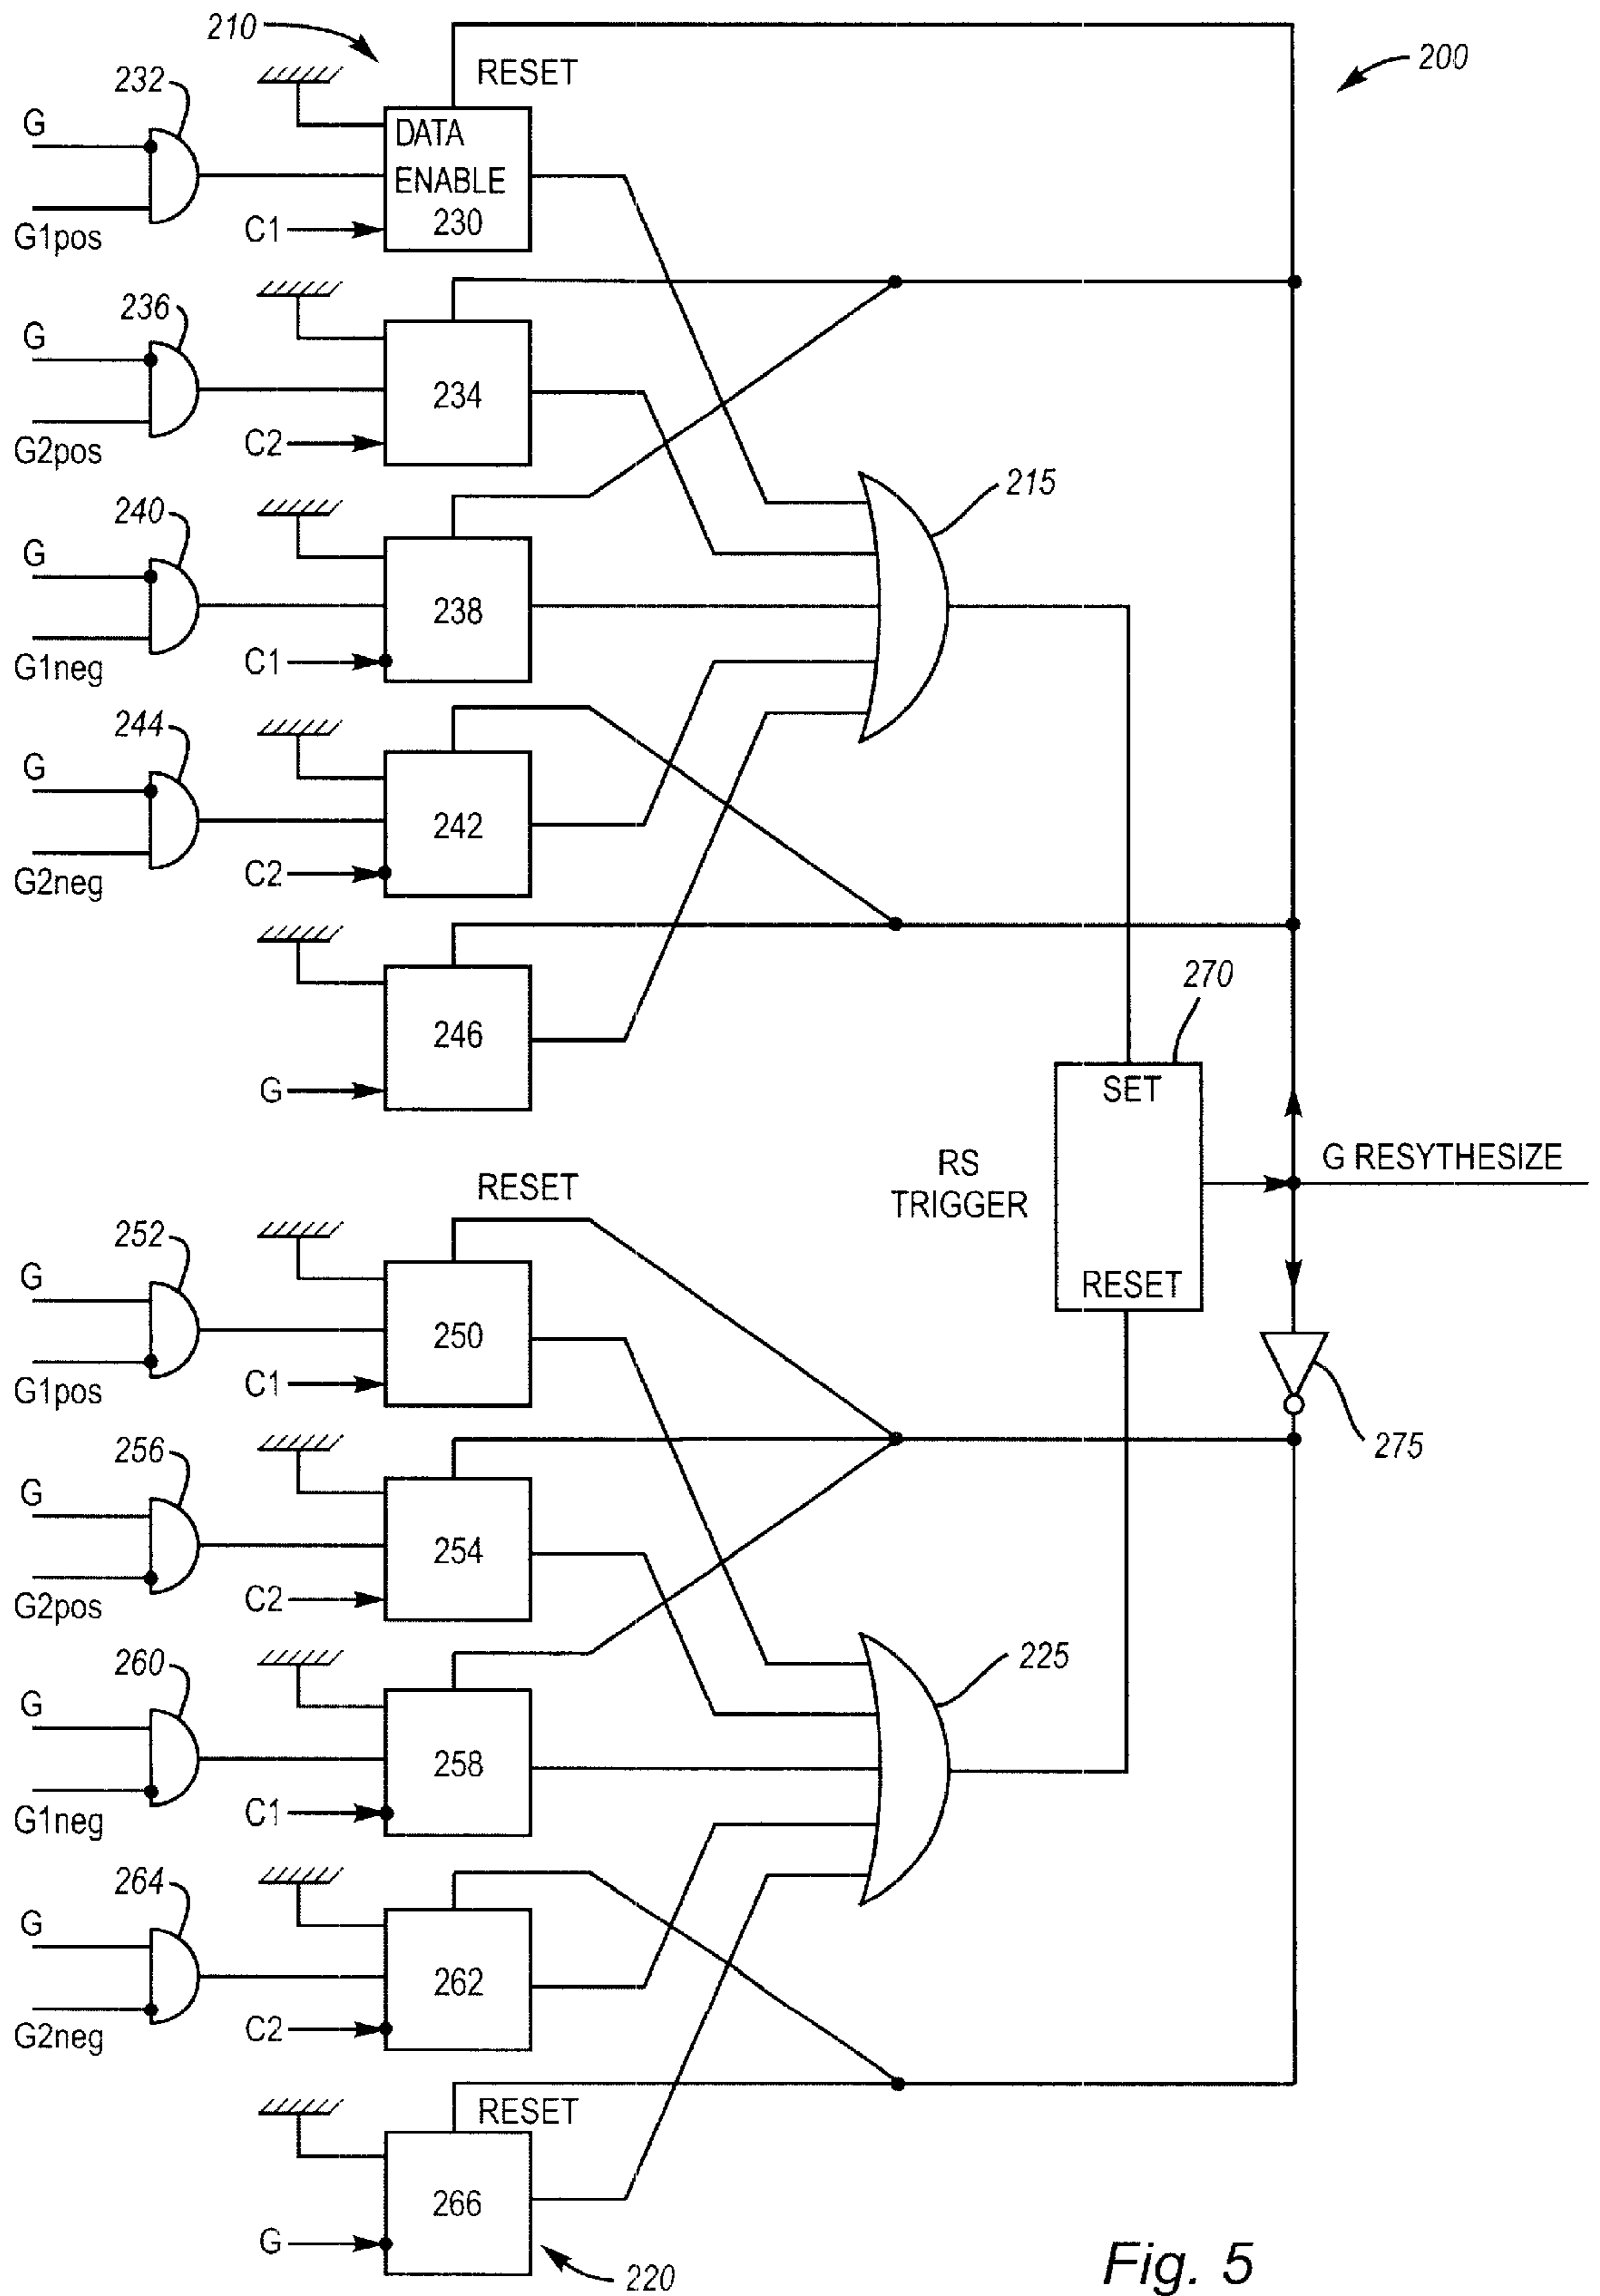 210
200
RESET
232
G
DATA
ENABLE
230
G1pos
C1
236
G
234
G2pos
C2
215
240
G
238
G1neg
C1
244
G
242
G2neg
C2
246
G
270
SET
RS
TRIGGER
RESET
G RESYTHESIZE
RESET
252
G
250
G1pos
C1
275
256
G
254
G2pos
C2
225
260
G
258
G1neg
C1
264
G
262
G2neg
C2
RESET
266
G
220
Fig. 5